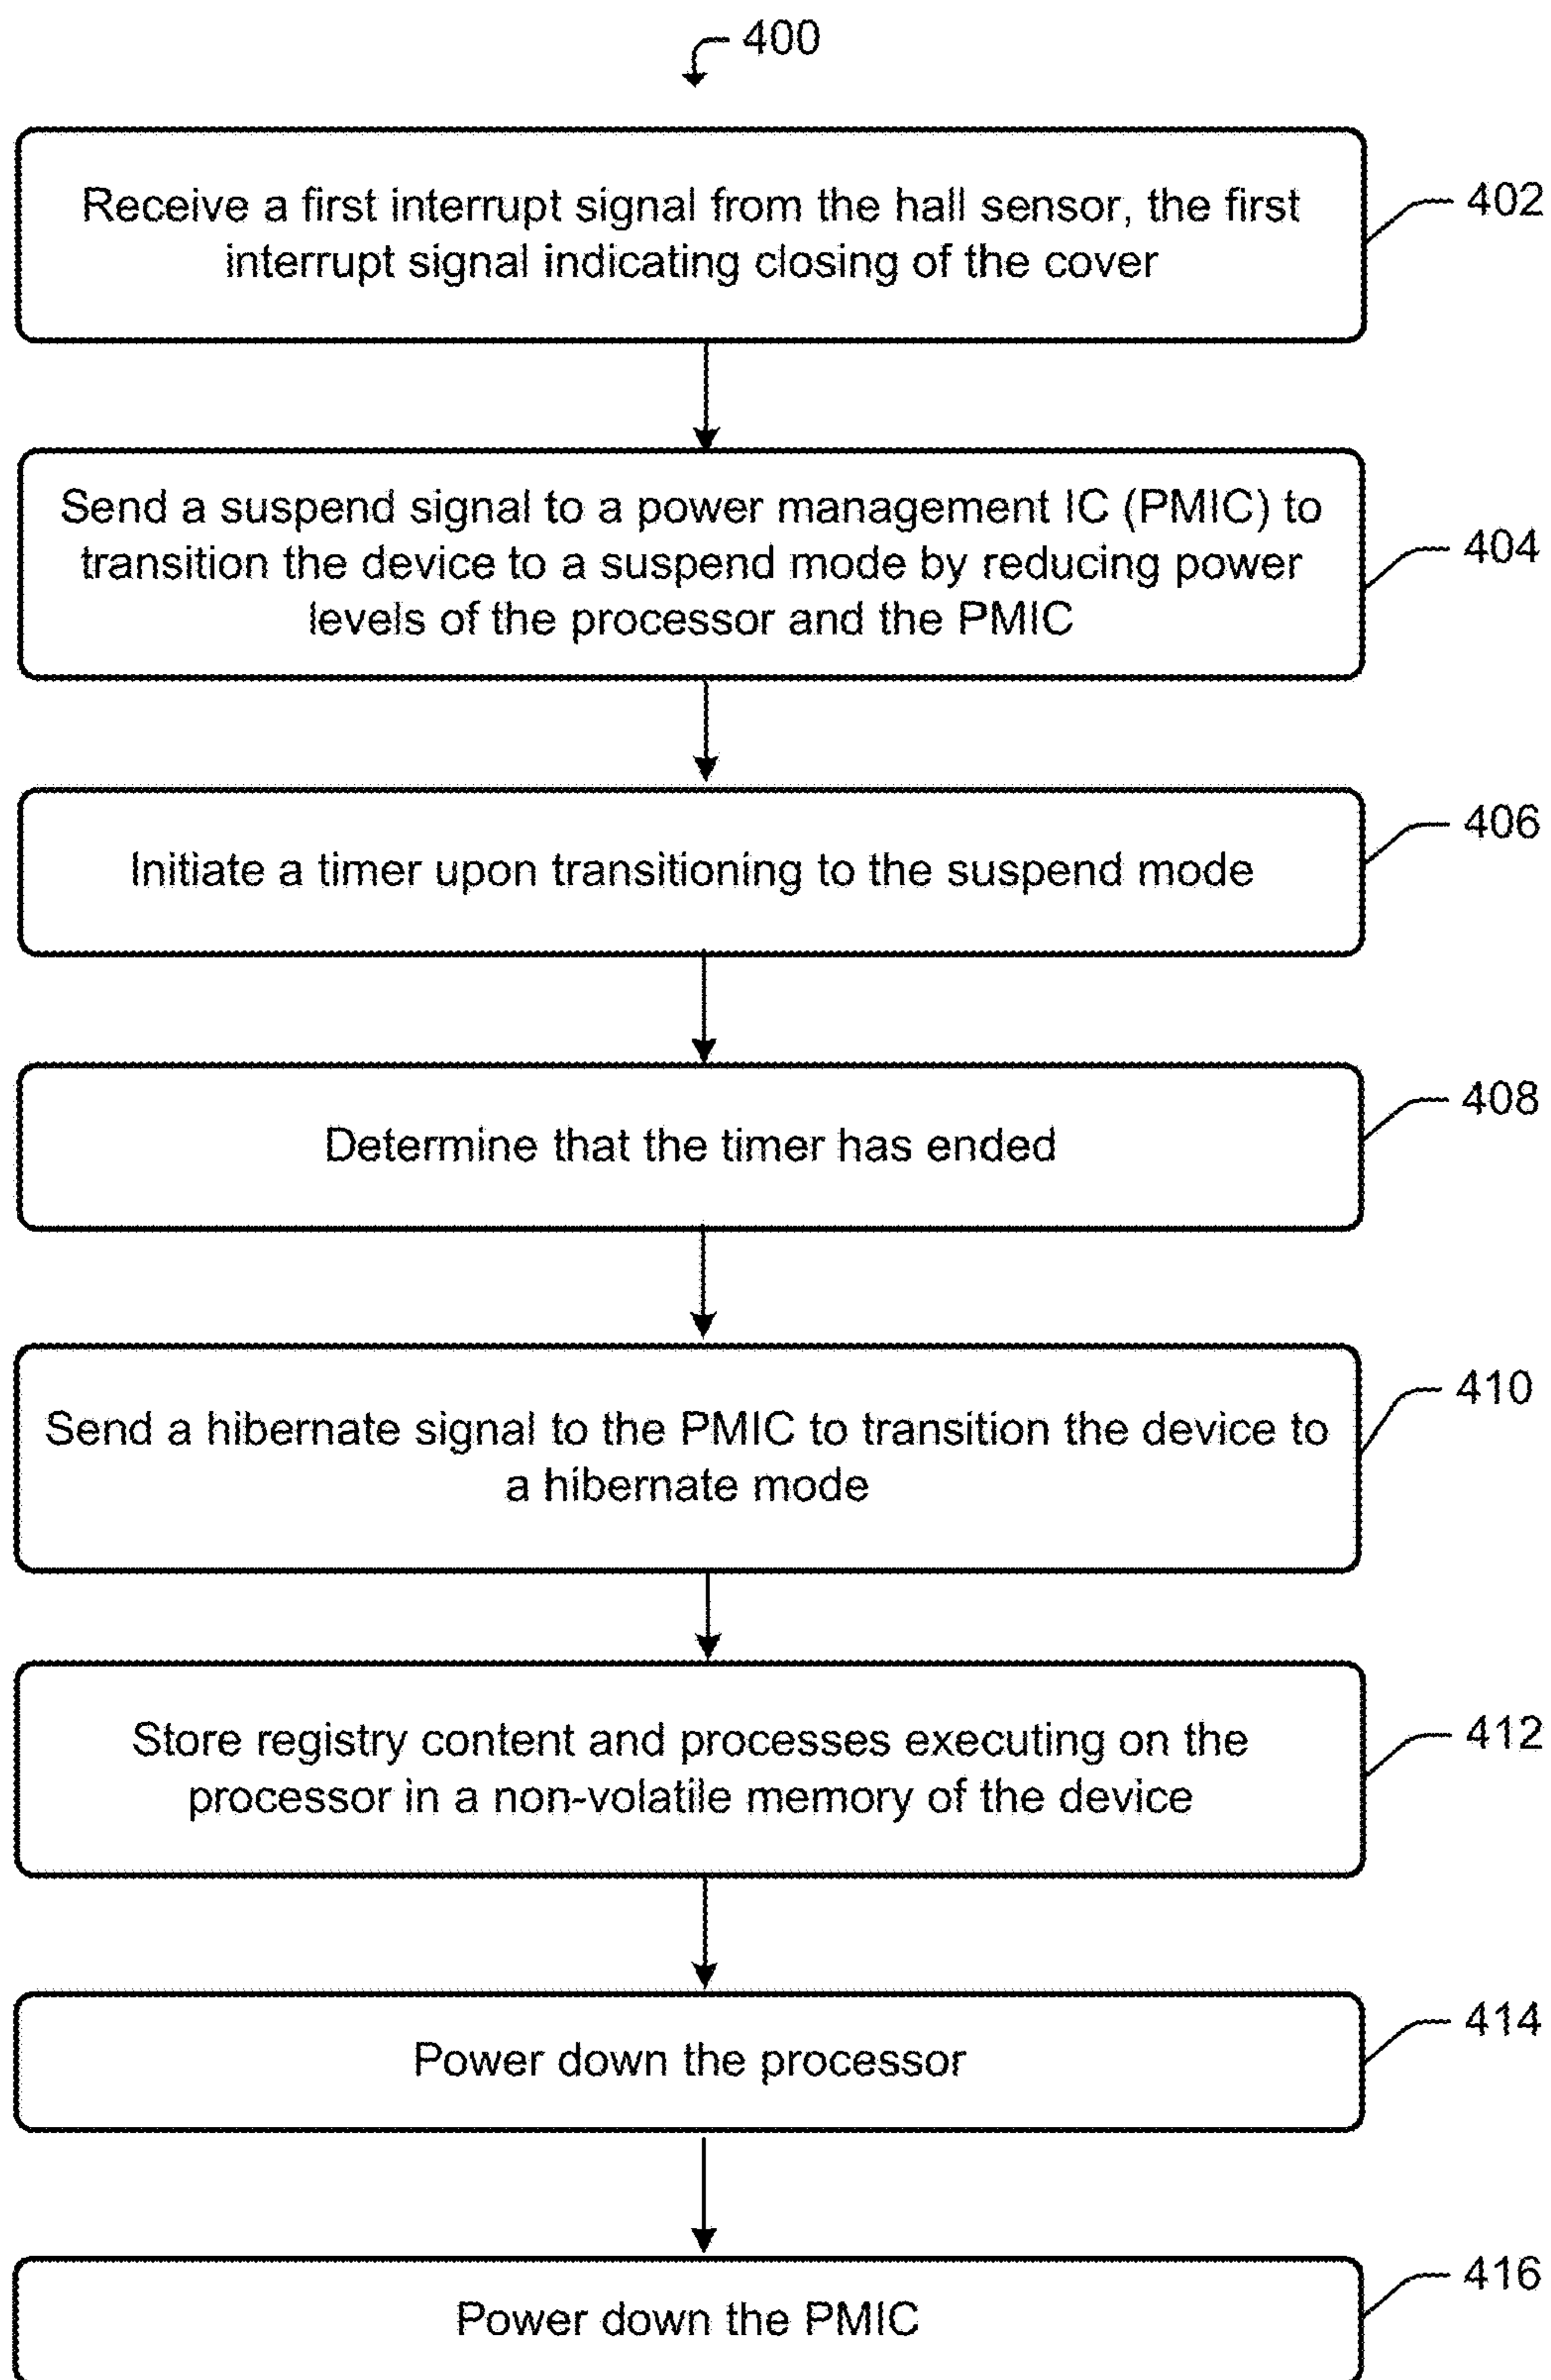 400
Receive a first interrupt signal from the hall sensor, the first
interrupt signal indicating closing of the cover
402
Send a suspend signal to a power management IC (PMIC) to
transition the device to a suspend mode by reducing power
levels of the processor and the PMIC
404
Initiate a timer upon transitioning to the suspend mode
406
Determine that the timer has ended
408
Send a hibernate signal to the PMIC to transition the device to
a hibernate mode
410
Store registry content and processes executing on the
processor in a non-volatile memory of the device
412
Power down the processor
414
Power down the PMIC
416